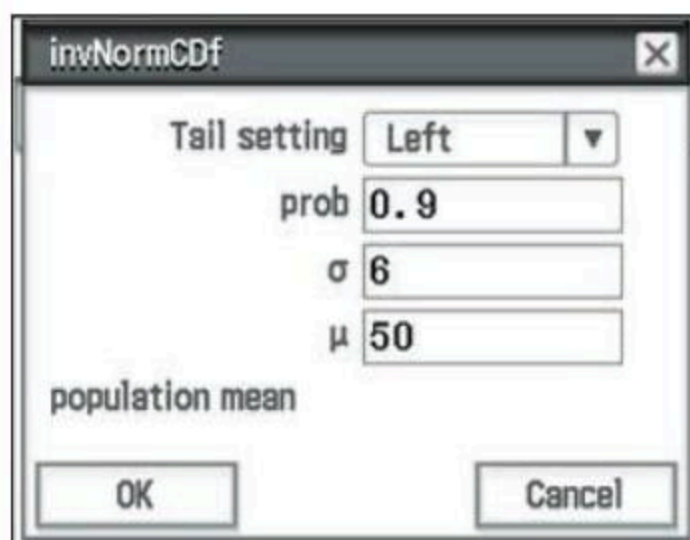 invNormCDf
Tail setting Left
prob 0.9
σ 6
μ 50
population mean
OK Cancel